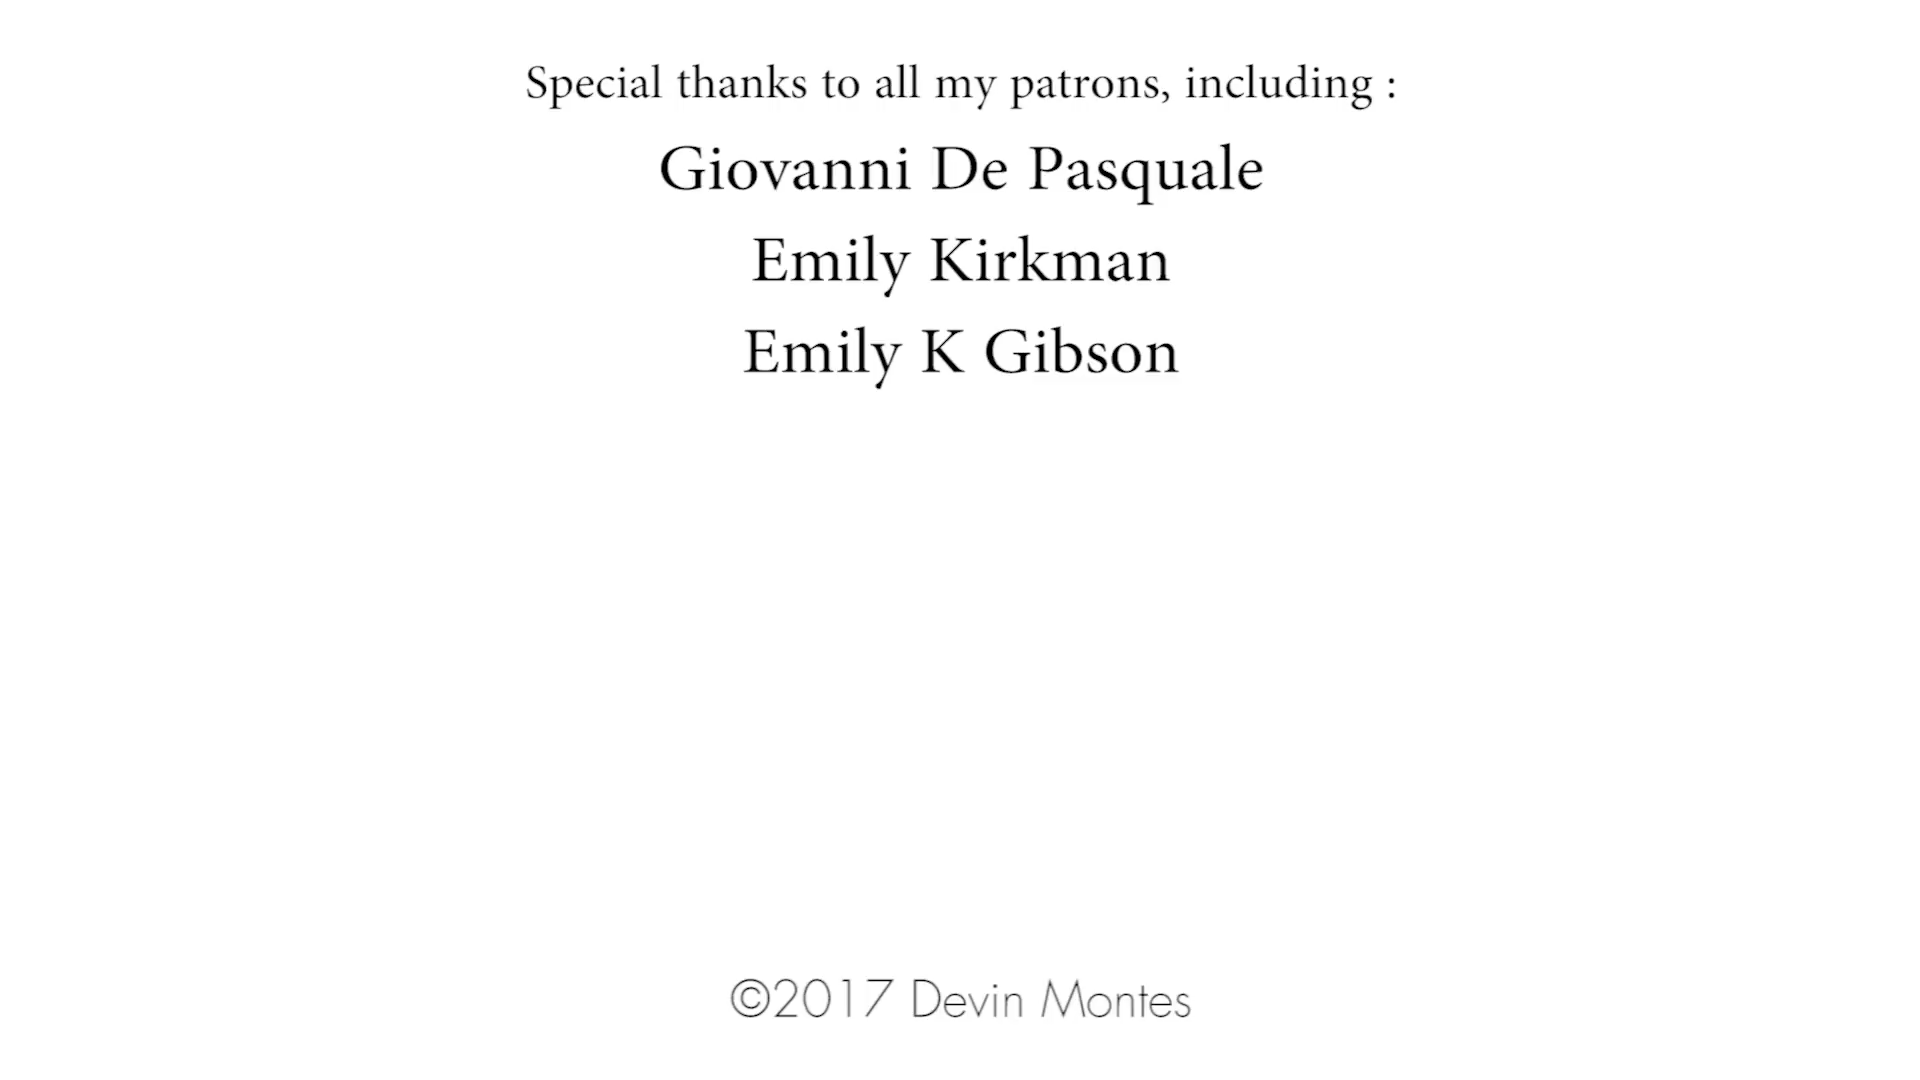 Special thanks to all my patrons, including :
Giovanni De Pasquale
Emily Kirkman
Emily K Gibson
©2017 Devin Montes